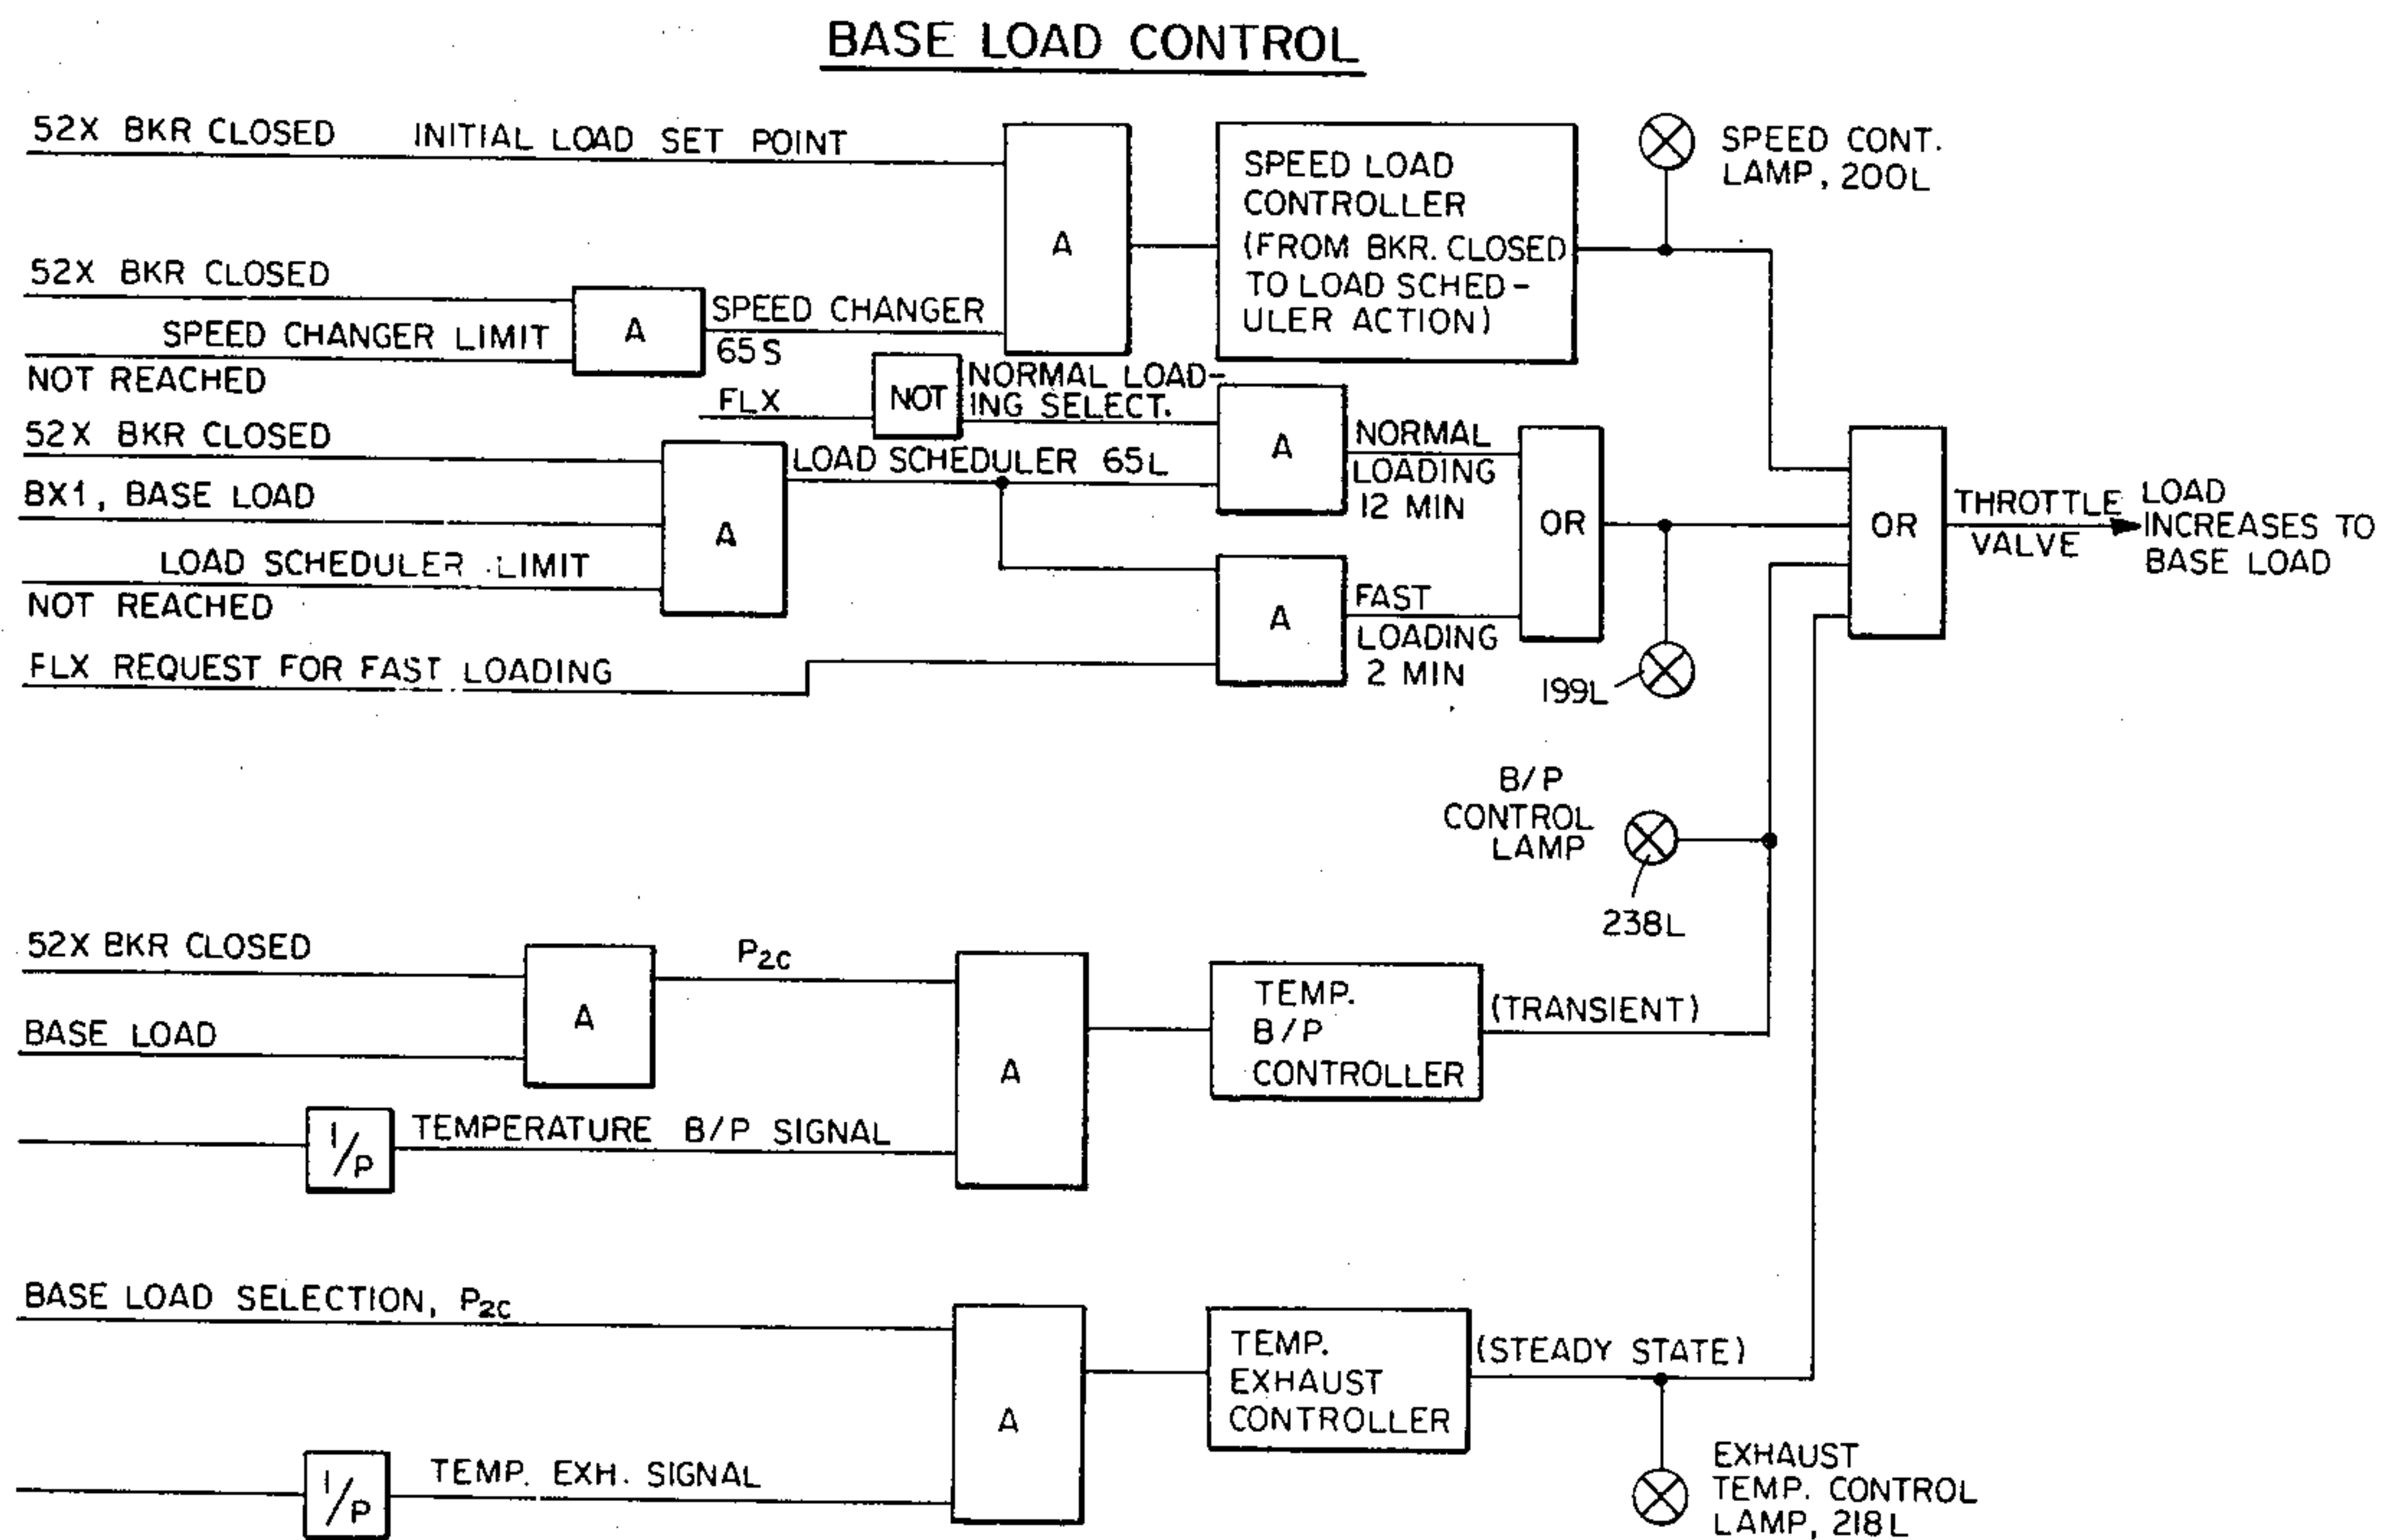 BASE LOAD CONTROL
52X BKR CLOSED INITIAL LOAD SET POINT
A
SPEED LOAD
CONTROLLER
(FROM BKR. CLOSED
TO LOAD SCHED-
ULER ACTION)
SPEED CONT.
LAMP, 200L
52X BKR CLOSED
SPEED CHANGER LIMIT
NOT REACHED
A
SPEED CHANGER
65S
FLX
NOT
NORMAL LOAD-
ING SELECT.
52X BKR CLOSED
BX1, BASE LOAD
LOAD SCHEDULER LIMIT
NOT REACHED
A
LOAD SCHEDULER 65L
A
NORMAL
LOADING
12 MIN
FLX REQUEST FOR FAST LOADING
A
FAST
LOADING
2 MIN
OR
199L
OR
THROTTLE
VALVE
LOAD
INCREASES TO
BASE LOAD
B/P
CONTROL
LAMP
238L
52X BKR CLOSED
BASE LOAD
A
P2C
1/P
TEMPERATURE B/P SIGNAL
A
TEMP.
B/P
CONTROLLER
(TRANSIENT)
BASE LOAD SELECTION, P2C
1/P
TEMP. EXH. SIGNAL
A
TEMP.
EXHAUST
CONTROLLER
(STEADY STATE)
EXHAUST
TEMP. CONTROL
LAMP, 218L